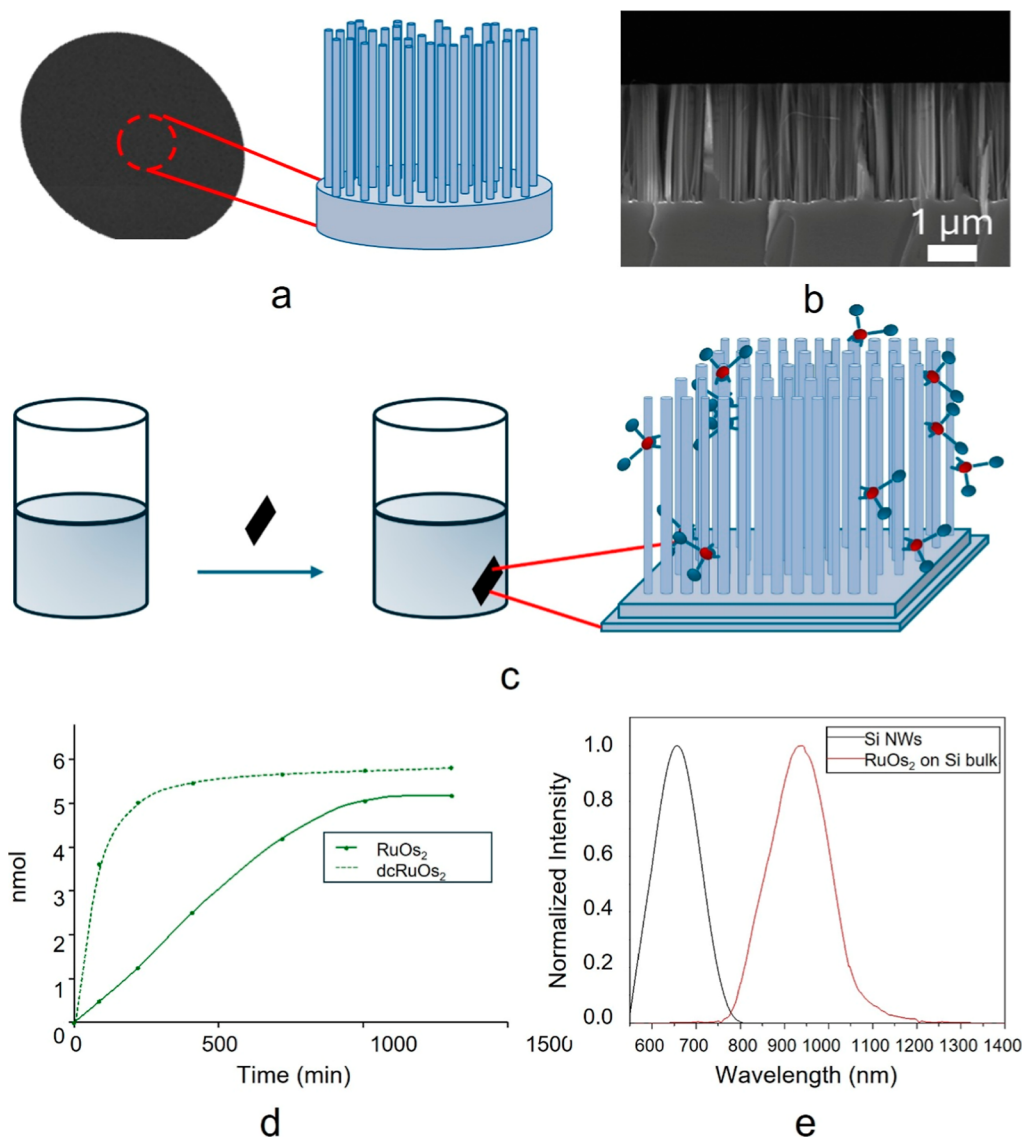 a
1 μm
b
c
6
5
4
3
2
1
0
nmol
RuOs₂
dcRuOs₂
0 500 1000 1500
Time (min)
d
1.0
0.8
0.6
0.4
0.2
0.0
Normalized Intensity
Si NWs
RuOs₂ on Si bulk
600 700 800 900 1000 1100 1200 1300 1400
Wavelength (nm)
e